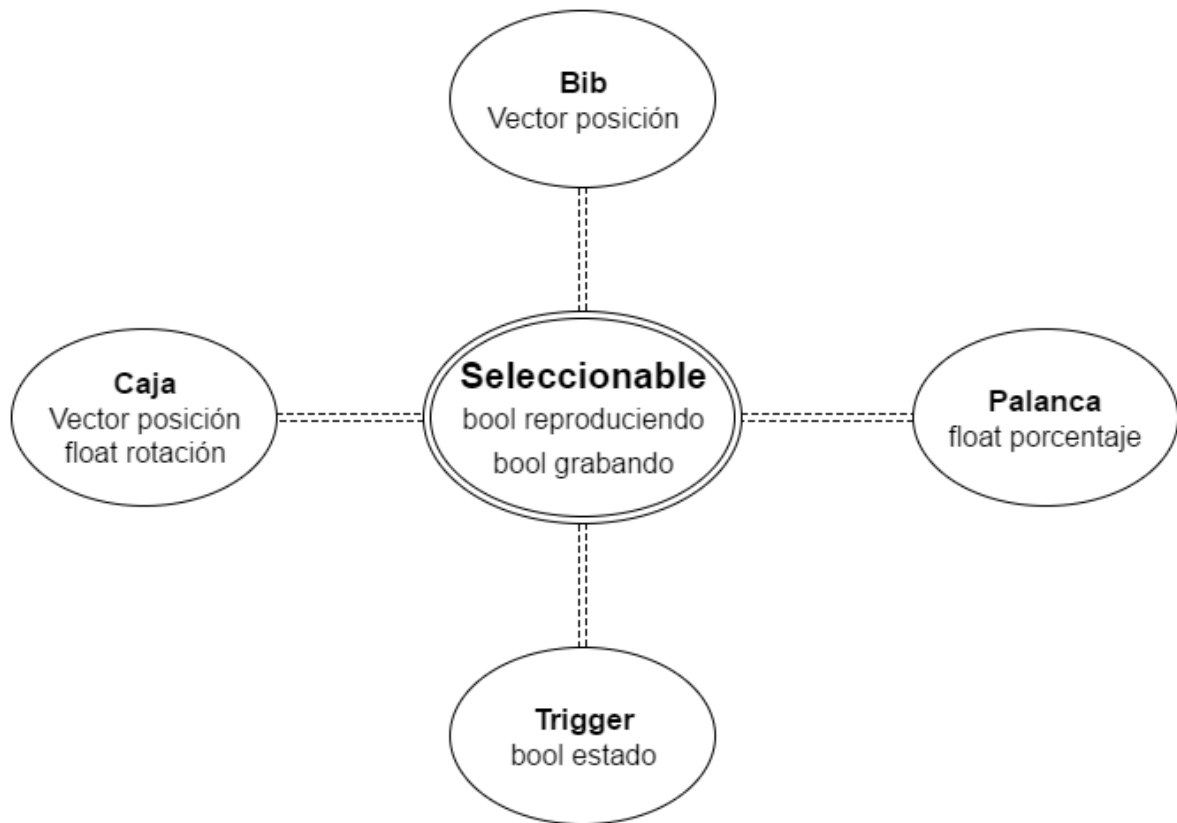 Bib
Vector posición
Caja
Vector posición
float rotación
Seleccionable
bool reproduciendo
bool grabando
Palanca
float porcentaje
Trigger
bool estado